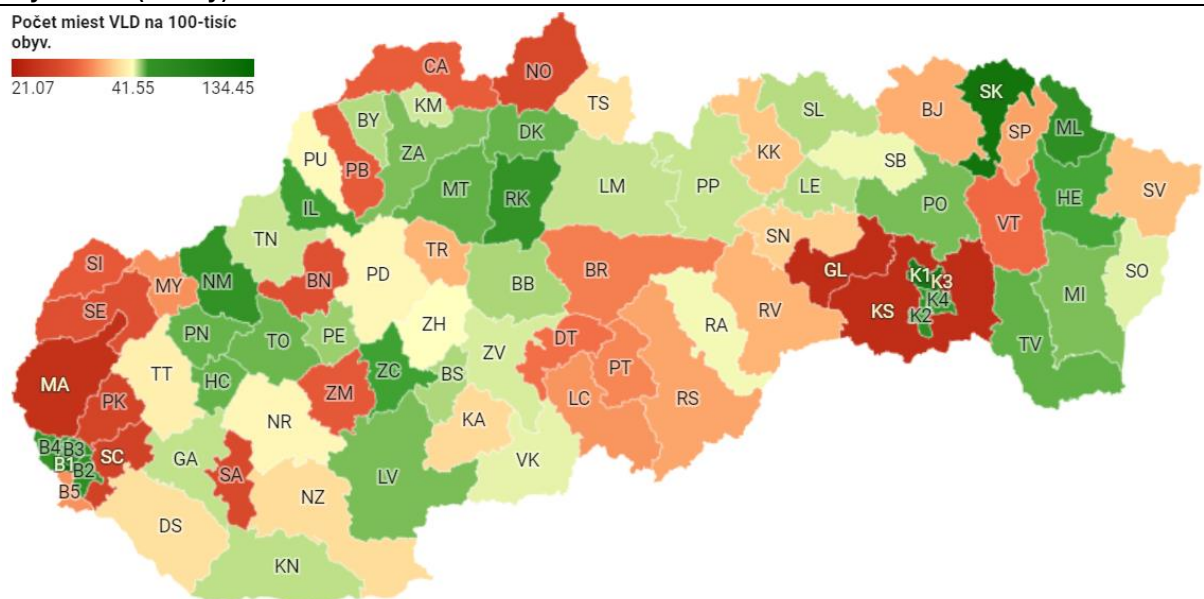 Počet miest VLD na 100-tisíc
obyv.
21.07 41.55 134.45
CA
NO
KM
TS
BY
DK
ZA
PU
PB
MT
RK
IL
LM
PP
KK
SL
BJ
SK
SP
ML
SB
LE
PO
HE
SV
VT
TN
TR
SN
SI
NM
BN
PD
BR
GL
K1
K3
K4
K2
KS
SO
MY
BB
RV
MI
SE
PN
TO
PE
ZH
RA
TV
TT
HC
ZC
BS
ZV
DT
PT
MA
PK
ZM
LC
RS
NR
KA
B4
B3
B1
B2
SC
GA
SA
LV
VK
B5
NZ
DS
KN